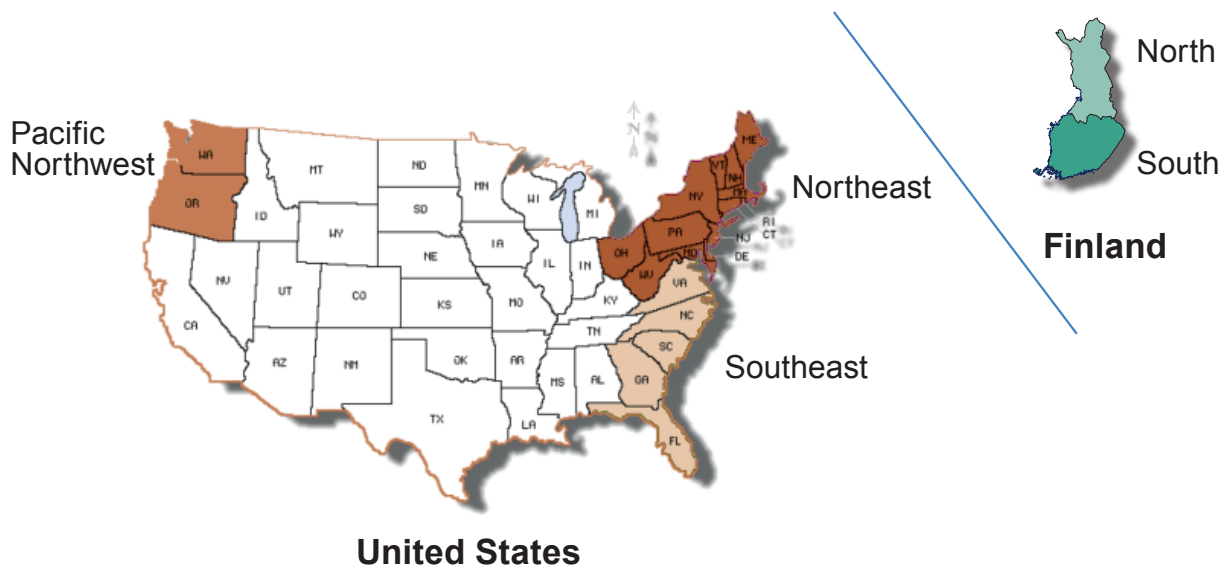 North
South
Finland
Pacific
Northwest
Northeast
Southeast
N
N
WA
OR
CA
NV
ID
MT
WY
UT
AZ
CO
NM
ND
SD
NE
KS
OK
TX
MN
IA
MO
AR
LA
WI
IL
MI
IN
KY
TN
MS
AL
OH
WV
PA
NY
VT
NH
ME
MD
NJ
DE
RI
CT
VA
NC
SC
GA
FL
United States